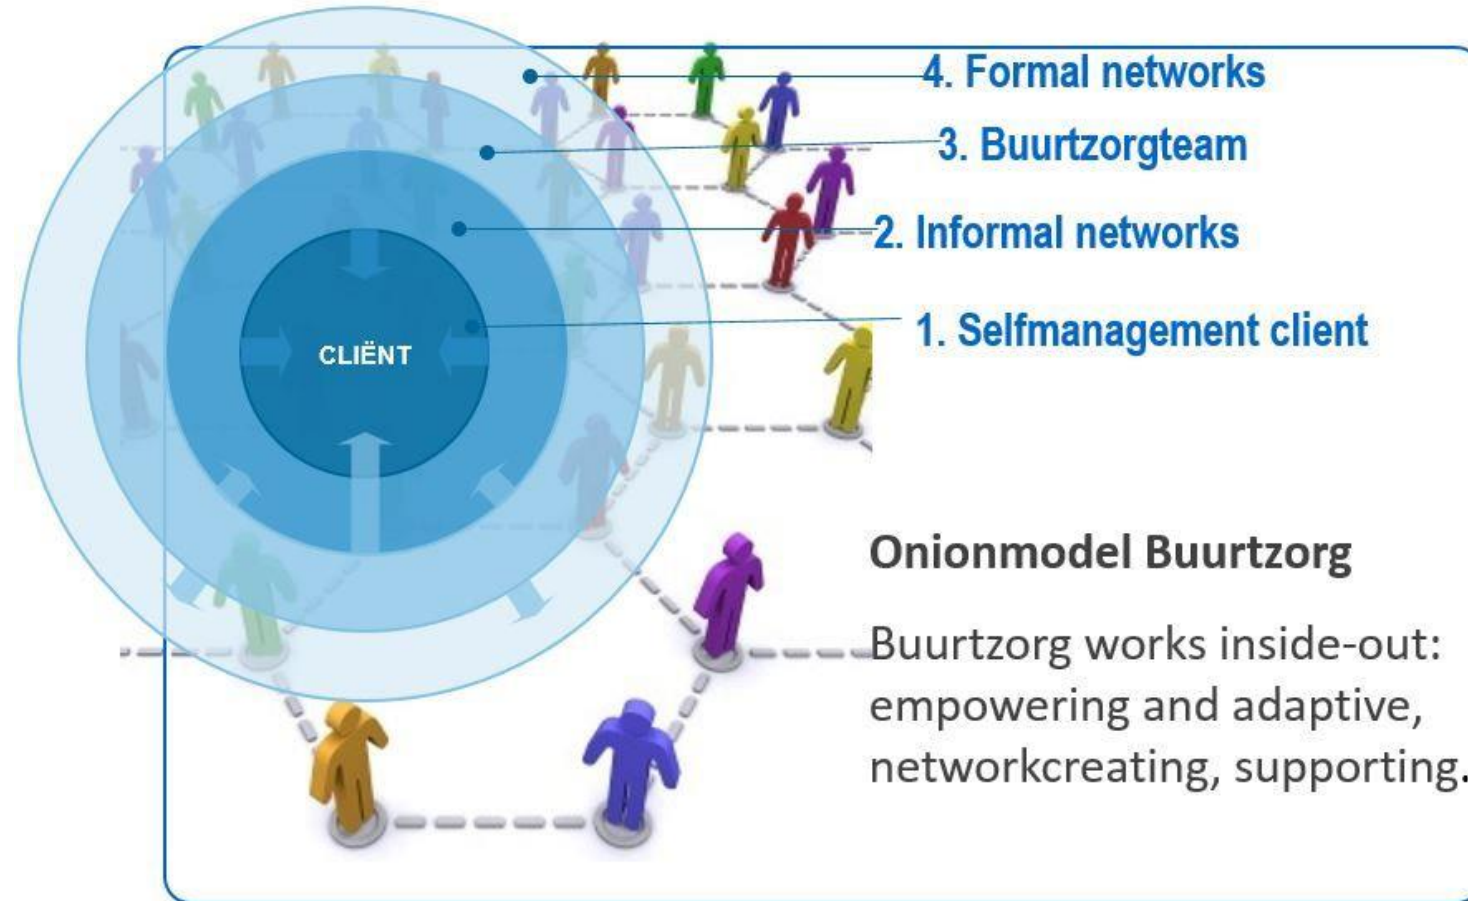 4. Formal networks
3. Buurtzorgteam
2. Informal networks
1. Selfmanagement client
CLIËNT
Onionmodel Buurtzorg
Buurtzorg works inside-out:
empowering and adaptive,
networkcreating, supporting.